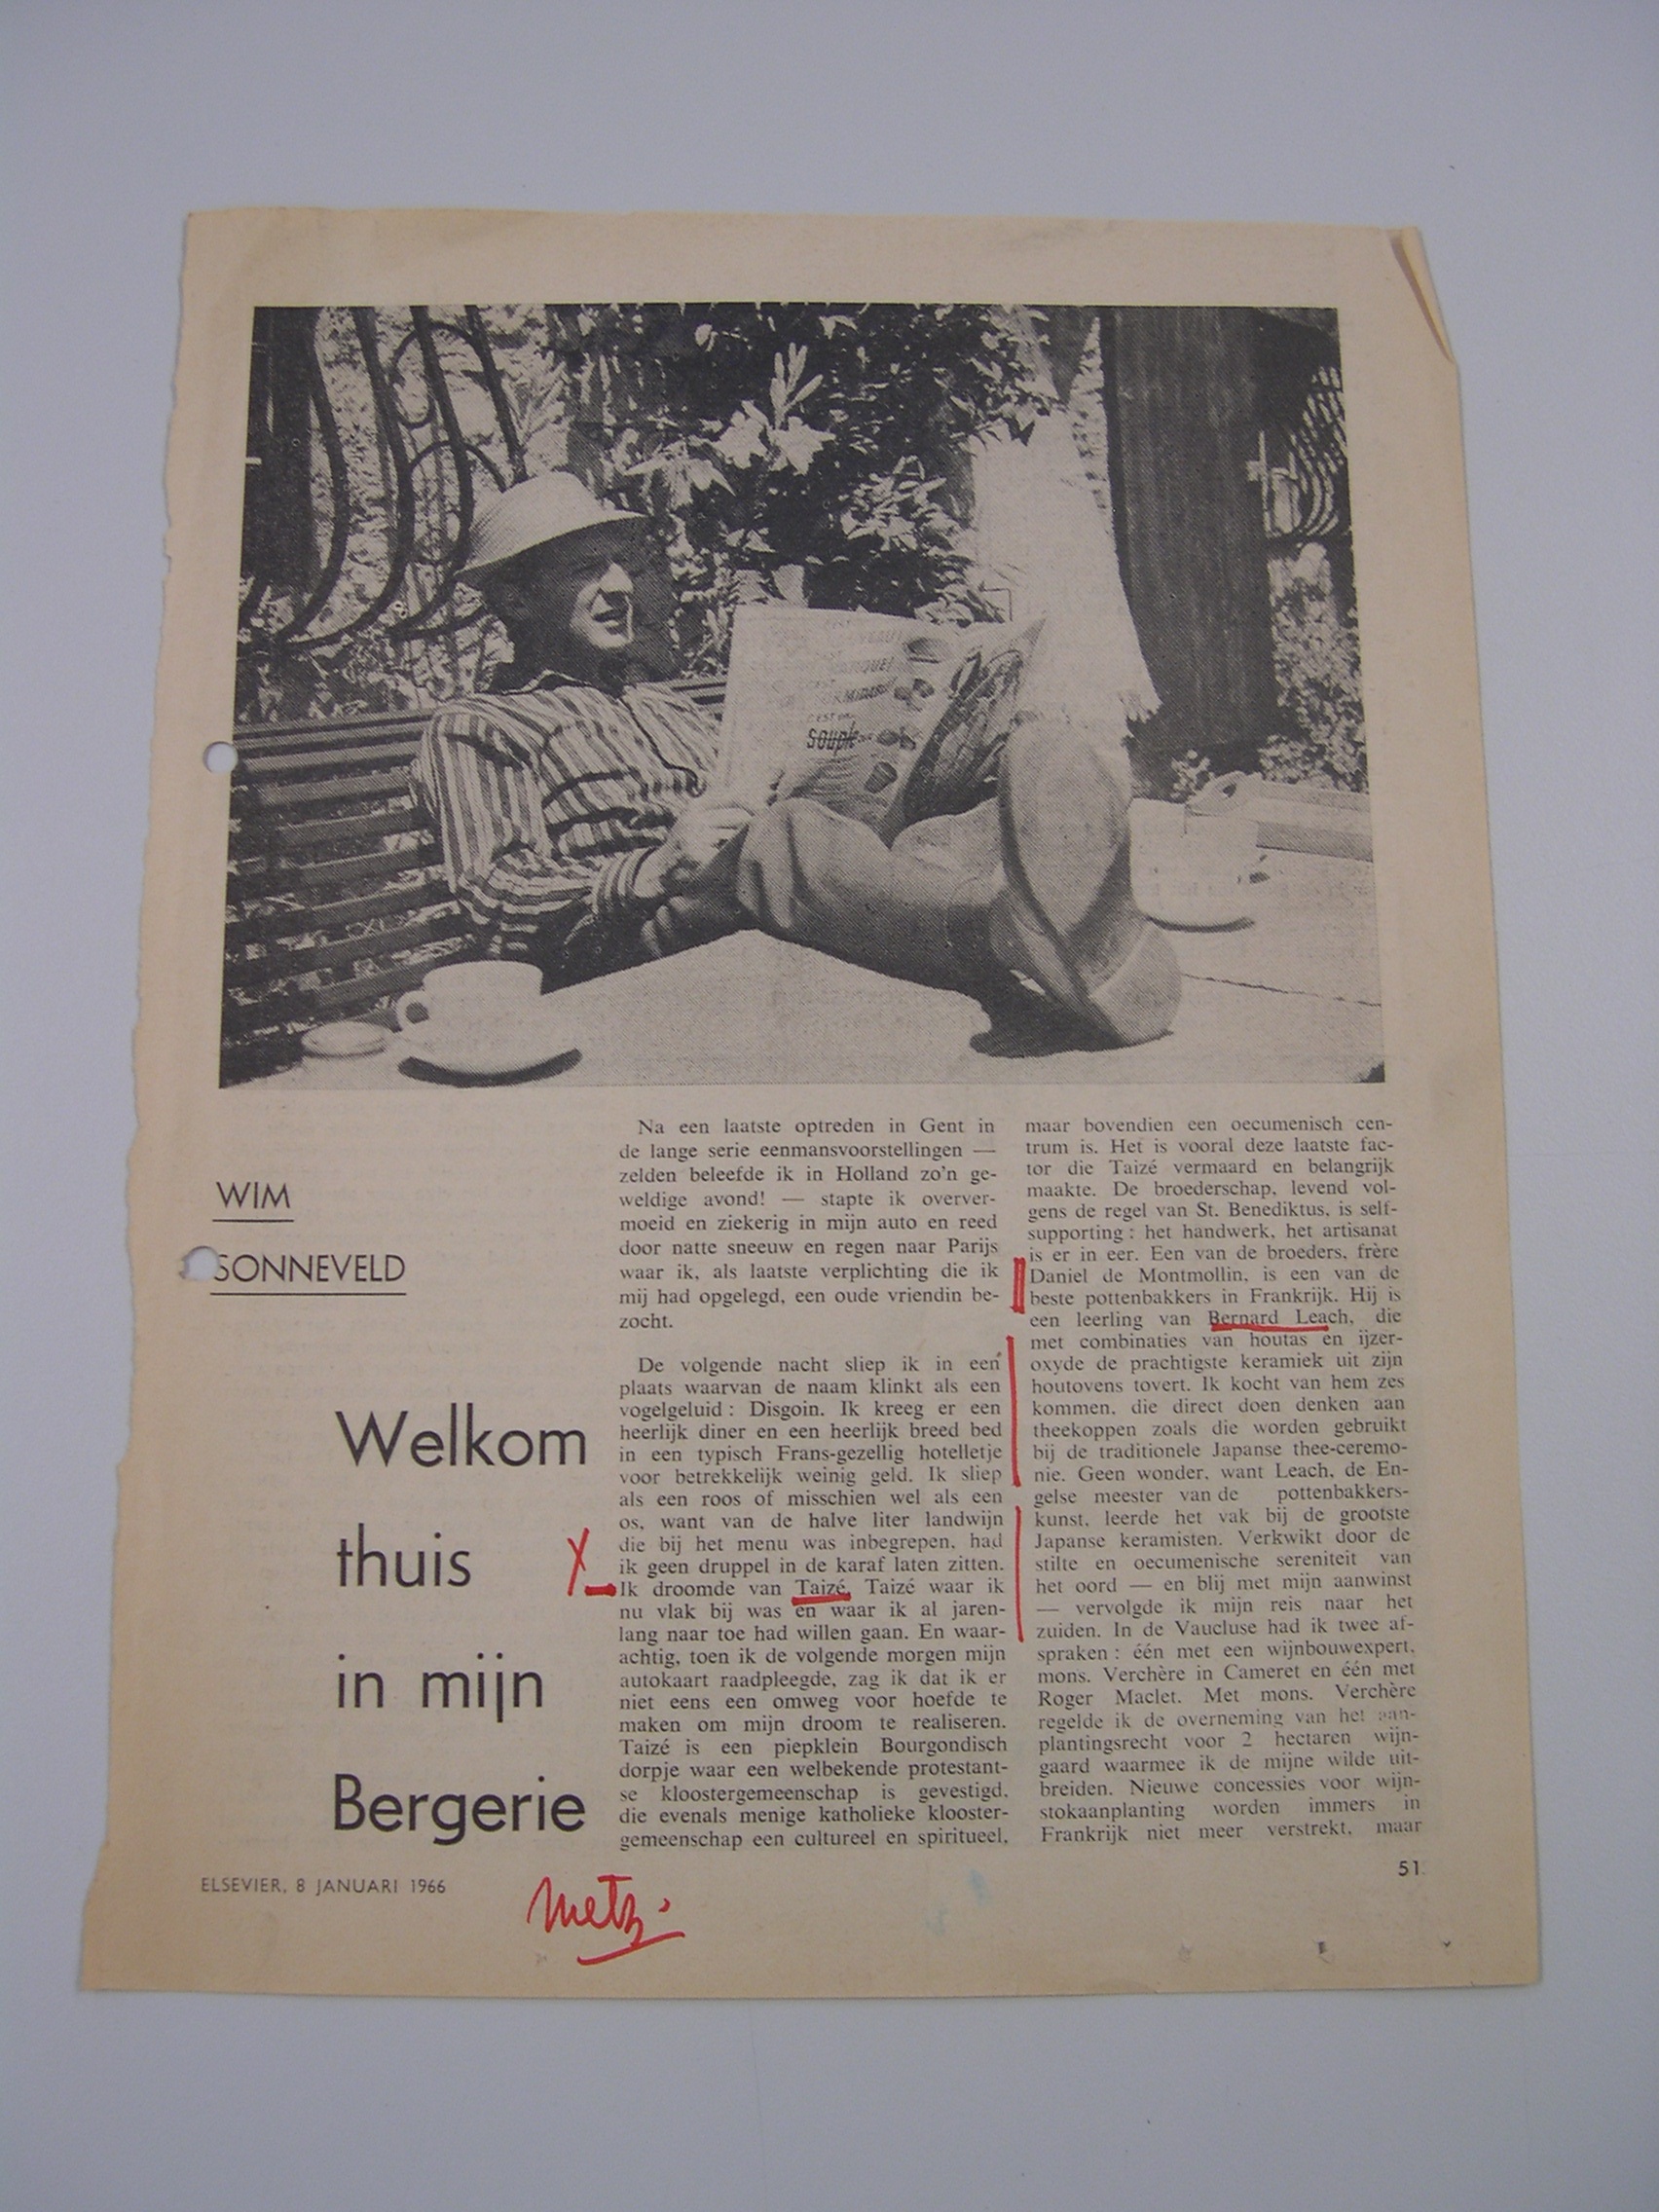 Souple
WIM
SONNEVELD
Welkom
thuis
in mijn
Bergerie
Na een laatste optreden in Gent in
de lange serie eenmansvoorstellingen —
zelden beleefde ik in Holland zo'n ge-
weldige avond! — stapte ik overver-
moeid en ziekerig in mijn auto en reed
door natte sneeuw en regen naar Parijs
waar ik, als laatste verplichting die ik
mij had opgelegd, een oude vriendin be-
zocht.
De volgende nacht sliep ik in een
plaats waarvan de naam klinkt als een
vogelgeluid : Disgoin. Ik kreeg er een
heerlijk diner en een heerlijk breed bed
in een typisch Frans-gezellig hotelletje
voor betrekkelijk weinig geld. Ik sliep
als een roos of misschien wel als een
os, want van de halve liter landwijn
die bij het menu was inbegrepen, had
ik geen druppel in de karaf laten zitten.
Ik droomde van Taizé, Taizé waar ik
nu vlak bij was en waar ik al jaren-
lang naar toe had willen gaan. En waar-
achtig, toen ik de volgende morgen mijn
autokaart raadpleegde, zag ik dat ik er
niet eens een omweg voor hoefde te
maken om mijn droom te realiseren.
Taizé is een piepklein Bourgondisch
dorpje waar een welbekende protestant-
se kloostergemeenschap is gevestigd,
die evenals menige katholieke klooster-
gemeenschap een cultureel en spiritueel,
maar bovendien een oecumenisch cen-
trum is. Het is vooral deze laatste fac-
tor die Taizé vermaard en belangrijk
maakte. De broederschap, levend vol-
gens de regel van St. Benediktus, is self-
supporting : het handwerk, het artisanat
is er in eer. Een van de broeders, frère
Daniel de Montmollin, is een van de
beste pottenbakkers in Frankrijk. Hij is
een leerling van Bernard Leach, die
met combinaties van houtas en ijzer-
oxyde de prachtigste keramiek uit zijn
houtovens tovert. Ik kocht van hem zes
kommen, die direct doen denken aan
theekoppen zoals die worden gebruikt
bij de traditionele Japanse thee-ceremo-
nie. Geen wonder, want Leach, de En-
gelse meester van de pottenbakkers-
kunst, leerde het vak bij de grootste
Japanse keramisten. Verkwikt door de
stilte en oecumenische sereniteit van
het oord — en blij met mijn aanwinst
— vervolgde ik mijn reis naar het
zuiden. In de Vaucluse had ik twee af-
spraken : één met een wijnbouwexpert,
mons. Verchère in Cameret en één met
Roger Maclet. Met mons. Verchère
regelde ik de overneming van het aan-
plantingsrecht voor 2 hectaren wijn-
gaard waarmee ik de mijne wilde uit-
breiden. Nieuwe concessies voor wijn-
stokaanplanting worden immers in
Frankrijk niet meer verstrekt, maar
ELSEVIER, 8 JANUARI 1966
51
Metz.